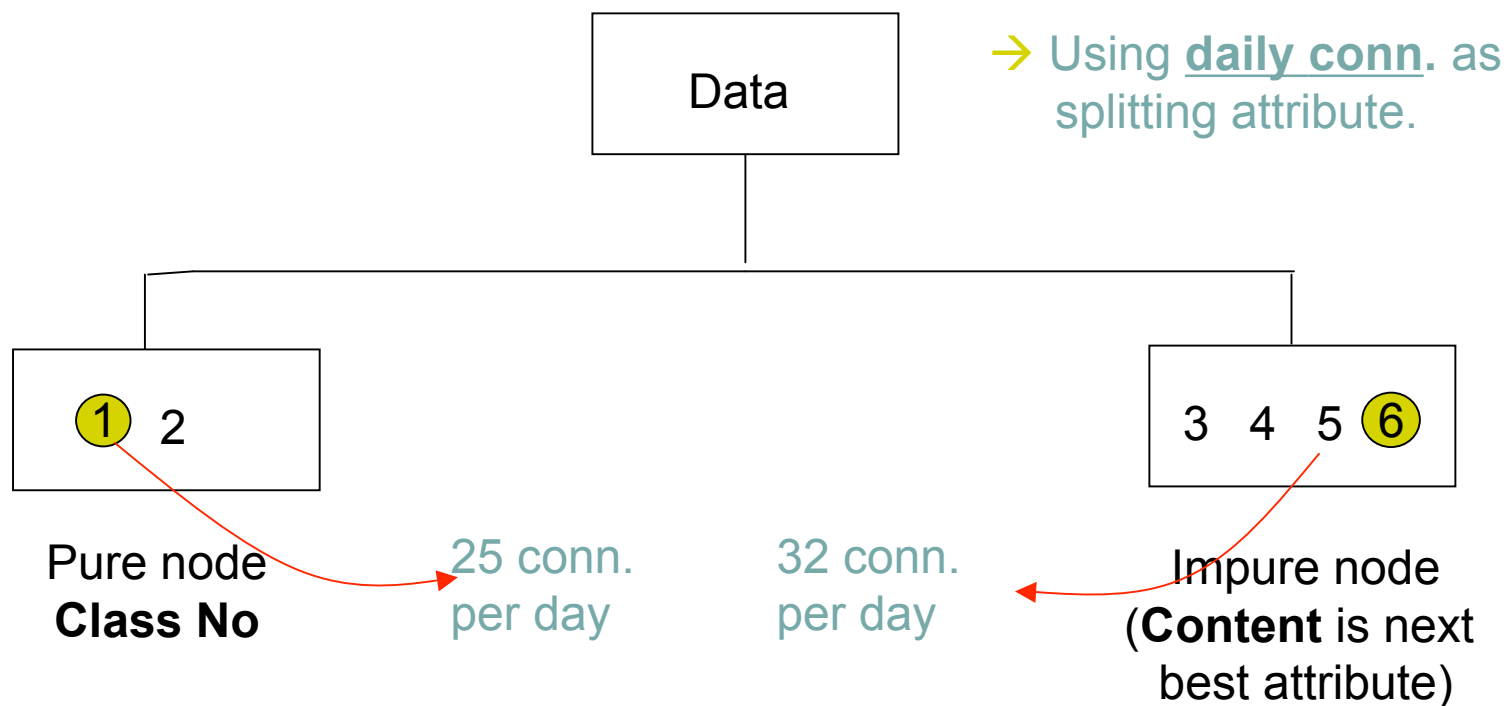 Data
→ Using daily conn. as
splitting attribute.
1 2
3 4 5 6
Pure node
Class No
25 conn.
per day
32 conn.
per day
Impure node
(Content is next
best attribute)